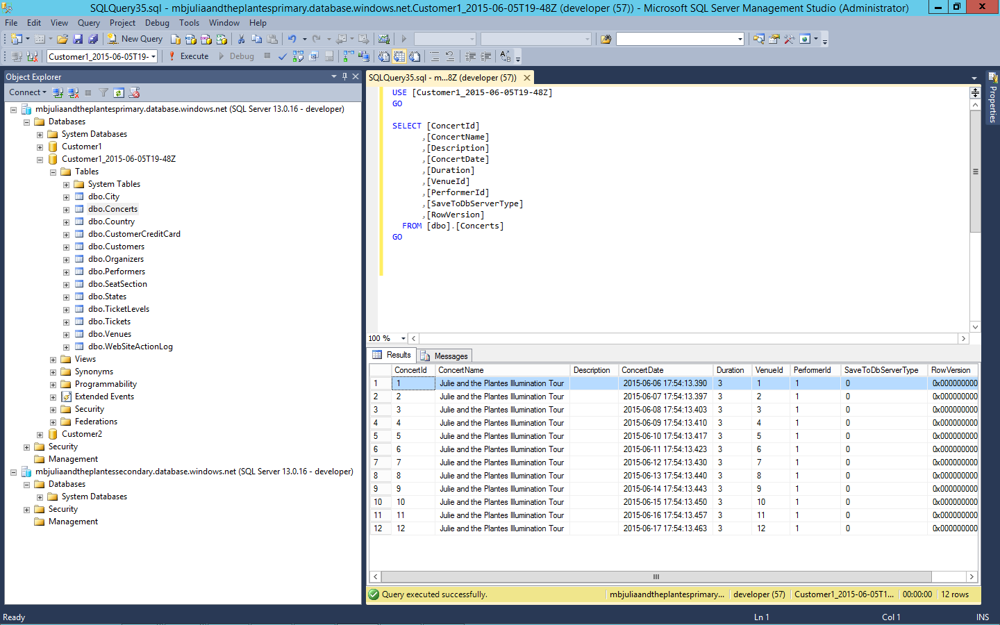 SQLQuery35.sql - mbjuliaandtheplantesprimary.database.windows.net.Customer1_2015-06-05T19-48Z (developer (57)) - Microsoft SQL Server Management Studio (Administrator)
File Edit View Query Project Debug Tools Window Help
New Query
Customer1_2015-06-05T19- Execute Debug
Object Explorer
Connect
mbjuliaandtheplantesprimary.database.windows.net (SQL Server 13.0.16 - developer)
Databases
System Databases
Customer1
Customer1_2015-06-05T19-48Z
Tables
System Tables
dbo.City
dbo.Concerts
dbo.Country
dbo.CustomerCreditCard
dbo.Customers
dbo.Organizers
dbo.Performers
dbo.SeatSection
dbo.States
dbo.TicketLevels
dbo.Tickets
dbo.Venues
dbo.WebSiteActionLog
Views
Synonyms
Programmability
Extended Events
Security
Federations
Customer2
Security
Management
mbjuliaandtheplantessecondary.database.windows.net (SQL Server 13.0.16 - developer)
Databases
System Databases
Security
Management
SQLQuery35.sql - m...8Z (developer (57))
USE [Customer1_2015-06-05T19-48Z]
GO
SELECT [ConcertId]
,[ConcertName]
,[Description]
,[ConcertDate]
,[Duration]
,[VenueId]
,[PerformerId]
,[SaveToDbServerType]
,[RowVersion]
FROM [dbo].[Concerts]
GO
100 %
Results Messages
ConcertId ConcertName Description ConcertDate Duration VenueId PerformerId SaveToDbServerType RowVersion
1 1 Julie and the Plantes Illumination Tour 2015-06-06 17:54:13.390 3 1 1 0 0x000000000
2 2 Julie and the Plantes Illumination Tour 2015-06-07 17:54:13.397 3 2 1 0 0x000000000
3 3 Julie and the Plantes Illumination Tour 2015-06-08 17:54:13.403 3 3 1 0 0x000000000
4 4 Julie and the Plantes Illumination Tour 2015-06-09 17:54:13.410 3 4 1 0 0x000000000
5 5 Julie and the Plantes Illumination Tour 2015-06-10 17:54:13.417 3 5 1 0 0x000000000
6 6 Julie and the Plantes Illumination Tour 2015-06-11 17:54:13.423 3 6 1 0 0x000000000
7 7 Julie and the Plantes Illumination Tour 2015-06-12 17:54:13.430 3 7 1 0 0x000000000
8 8 Julie and the Plantes Illumination Tour 2015-06-13 17:54:13.440 3 8 1 0 0x000000000
9 9 Julie and the Plantes Illumination Tour 2015-06-14 17:54:13.443 3 9 1 0 0x000000000
10 10 Julie and the Plantes Illumination Tour 2015-06-15 17:54:13.450 3 10 1 0 0x000000000
11 11 Julie and the Plantes Illumination Tour 2015-06-16 17:54:13.457 3 11 1 0 0x000000000
12 12 Julie and the Plantes Illumination Tour 2015-06-17 17:54:13.463 3 12 1 0 0x000000000
Query executed successfully. mbjuliaandtheplantesprimary... developer (57) Customer1_2015-06-05T1... 00:00:00 12 rows
Properties
Ready Ln 1 Col 1 INS